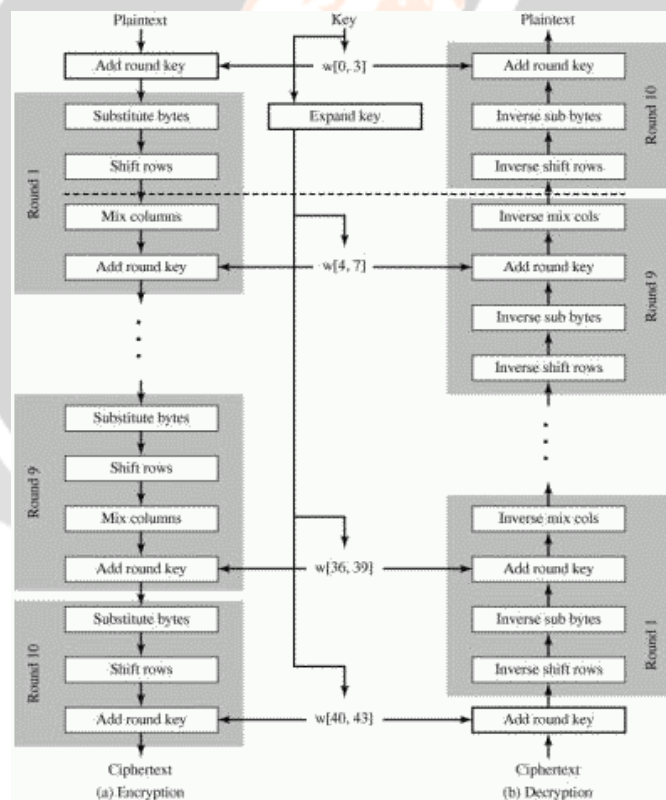 Plaintext
Add round key
Round 1
Substitute bytes
Shift rows
Mix columns
Add round key
Round 9
Substitute bytes
Shift rows
Mix columns
Add round key
Round 10
Substitute bytes
Shift rows
Add round key
Ciphertext
(a) Encryption
Key
w[0, 3]
Expand key
w[4, 7]
w[36, 39]
w[40, 43]
Plaintext
Add round key
Inverse sub bytes
Inverse shift rows
Round 10
Inverse mix cols
Add round key
Inverse sub bytes
Inverse shift rows
Round 9
Inverse mix cols
Add round key
Inverse sub bytes
Inverse shift rows
Round 1
Add round key
Ciphertext
(b) Decryption